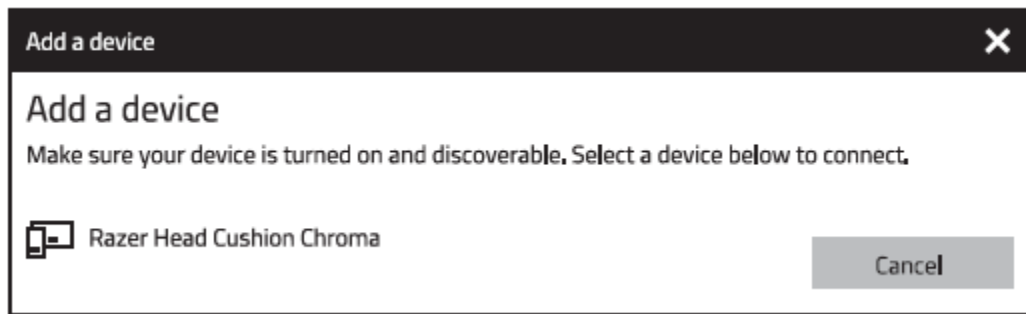 Add a device
Add a device
Make sure your device is turned on and discoverable. Select a device below to connect.
Razer Head Cushion Chroma
Cancel